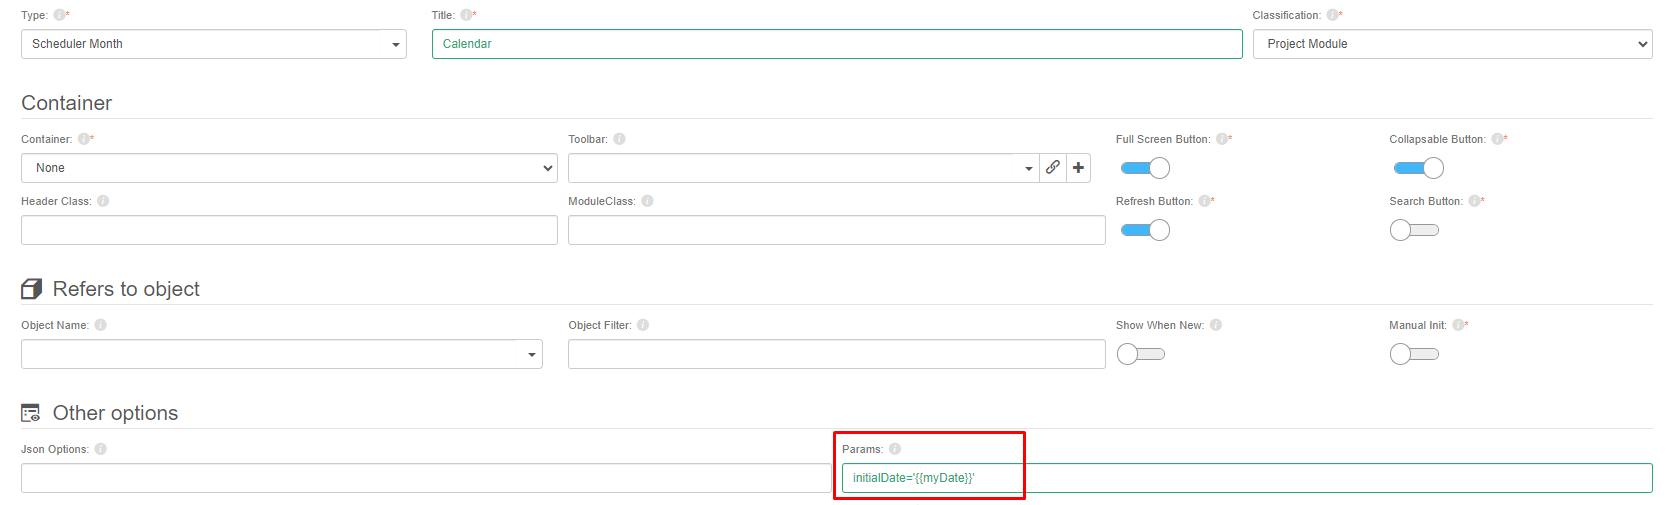 Type: *
Title: *
Classification: *
Scheduler Month
Calendar
Project Module
Container
Container: *
Toolbar:
Full Screen Button: *
Collapsable Button: *
None
Header Class:
ModuleClass:
Refresh Button: *
Search Button: *
Refers to object
Object Name:
Object Filter:
Show When New:
Manual Init: *
Other options
Json Options:
Params:
initialDate='{{myDate}}'